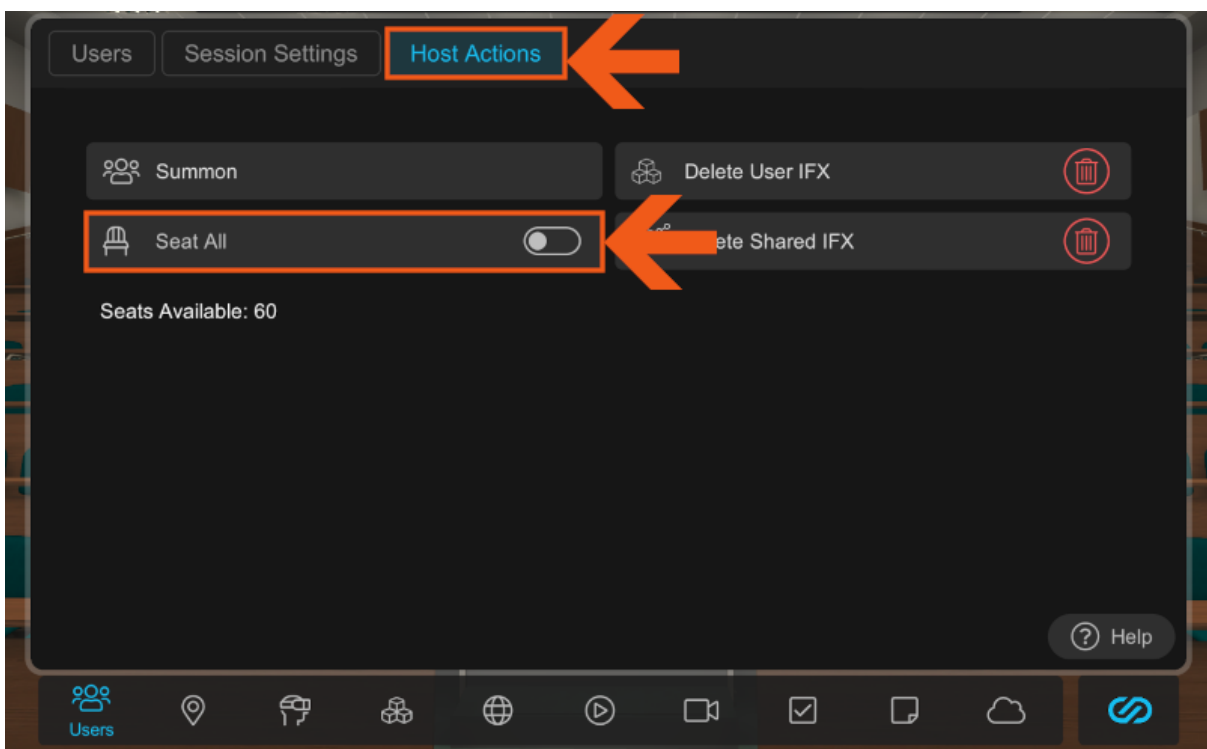 Users
Session Settings
Host Actions
Summon
Delete User IFX
Seat All
ete Shared IFX
Seats Available: 60
Help
Users